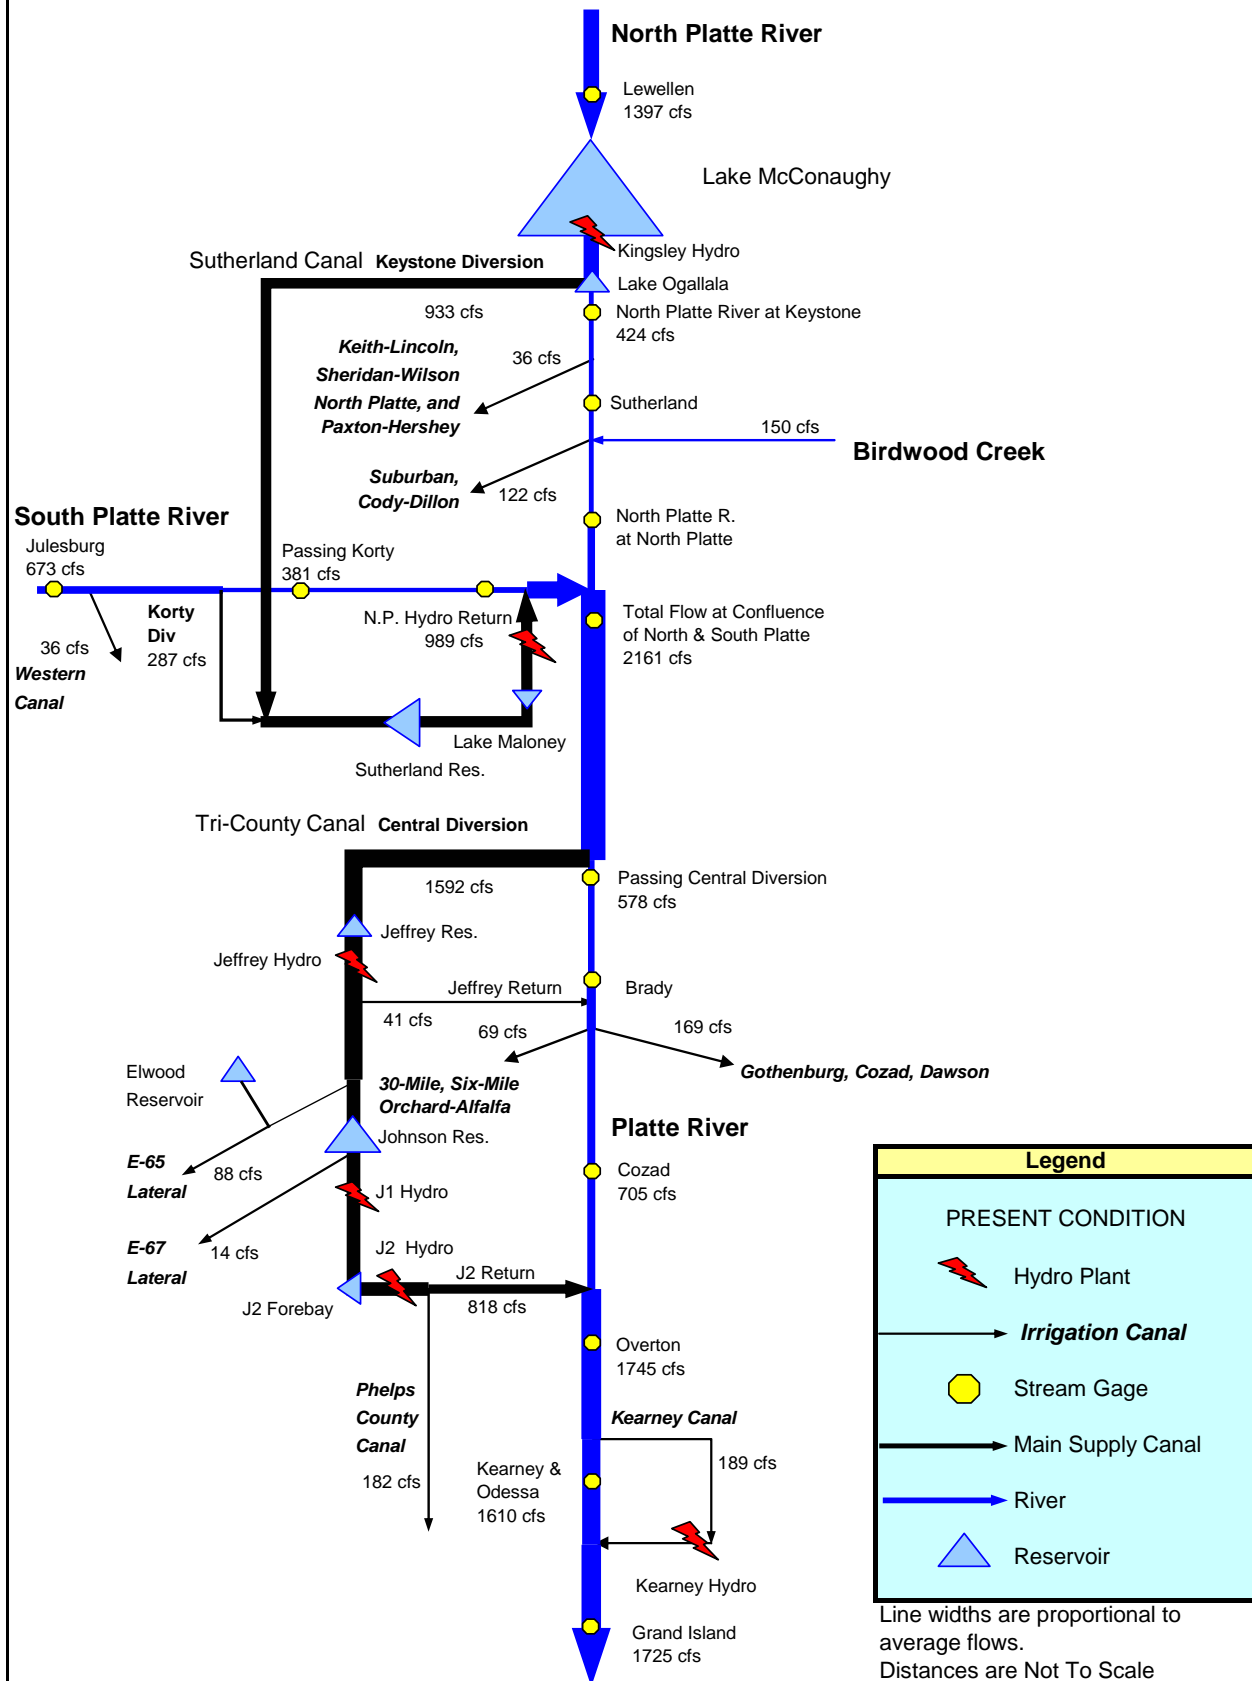 North Platte River
Lewellen
1397 cfs
Lake McConaughy
Kingsley Hydro
Sutherland Canal Keystone Diversion
Lake Ogallala
933 cfs
North Platte River at Keystone
424 cfs
Keith-Lincoln,
Sheridan-Wilson
North Platte, and
Paxton-Hershey
36 cfs
Sutherland
150 cfs
Birdwood Creek
Suburban,
Cody-Dillon
122 cfs
North Platte R.
at North Platte
South Platte River
Julesburg
673 cfs
Passing Korty
381 cfs
Korty
Div
287 cfs
36 cfs
Western
Canal
N.P. Hydro Return
989 cfs
Total Flow at Confluence
of North & South Platte
2161 cfs
Lake Maloney
Sutherland Res.
Tri-County Canal Central Diversion
1592 cfs
Passing Central Diversion
578 cfs
Jeffrey Res.
Jeffrey Hydro
Jeffrey Return
41 cfs
Brady
69 cfs
169 cfs
Gothenburg, Cozad, Dawson
30-Mile, Six-Mile
Orchard-Alfalfa
Elwood
Reservoir
Johnson Res.
Platte River
E-65
Lateral
88 cfs
Cozad
705 cfs
J1 Hydro
E-67
Lateral
14 cfs
J2 Hydro
J2 Return
818 cfs
J2 Forebay
Overton
1745 cfs
Phelps
County
Canal
182 cfs
Kearney Canal
189 cfs
Kearney &
Odessa
1610 cfs
Kearney Hydro
Grand Island
1725 cfs
Legend
PRESENT CONDITION
Hydro Plant
Irrigation Canal
Stream Gage
Main Supply Canal
River
Reservoir
Line widths are proportional to
average flows.
Distances are Not To Scale